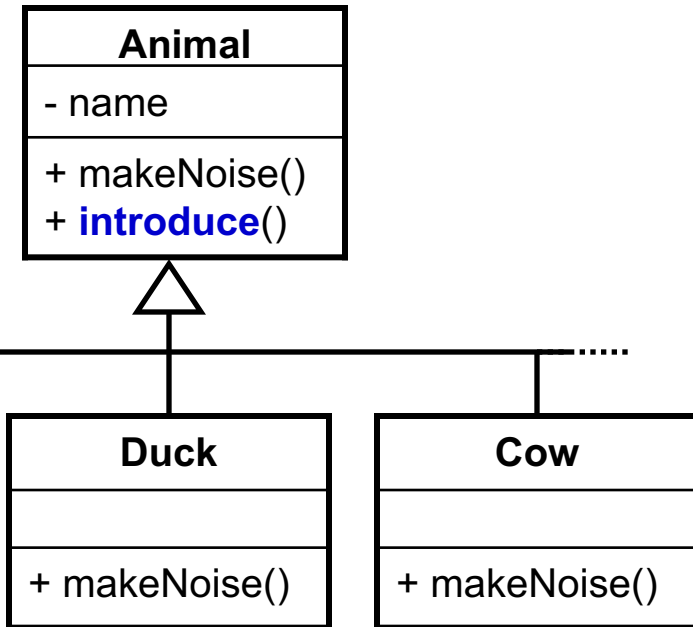 Animal
- name
+ makeNoise()
+ introduce()
Duck
+ makeNoise()
Cow
+ makeNoise()